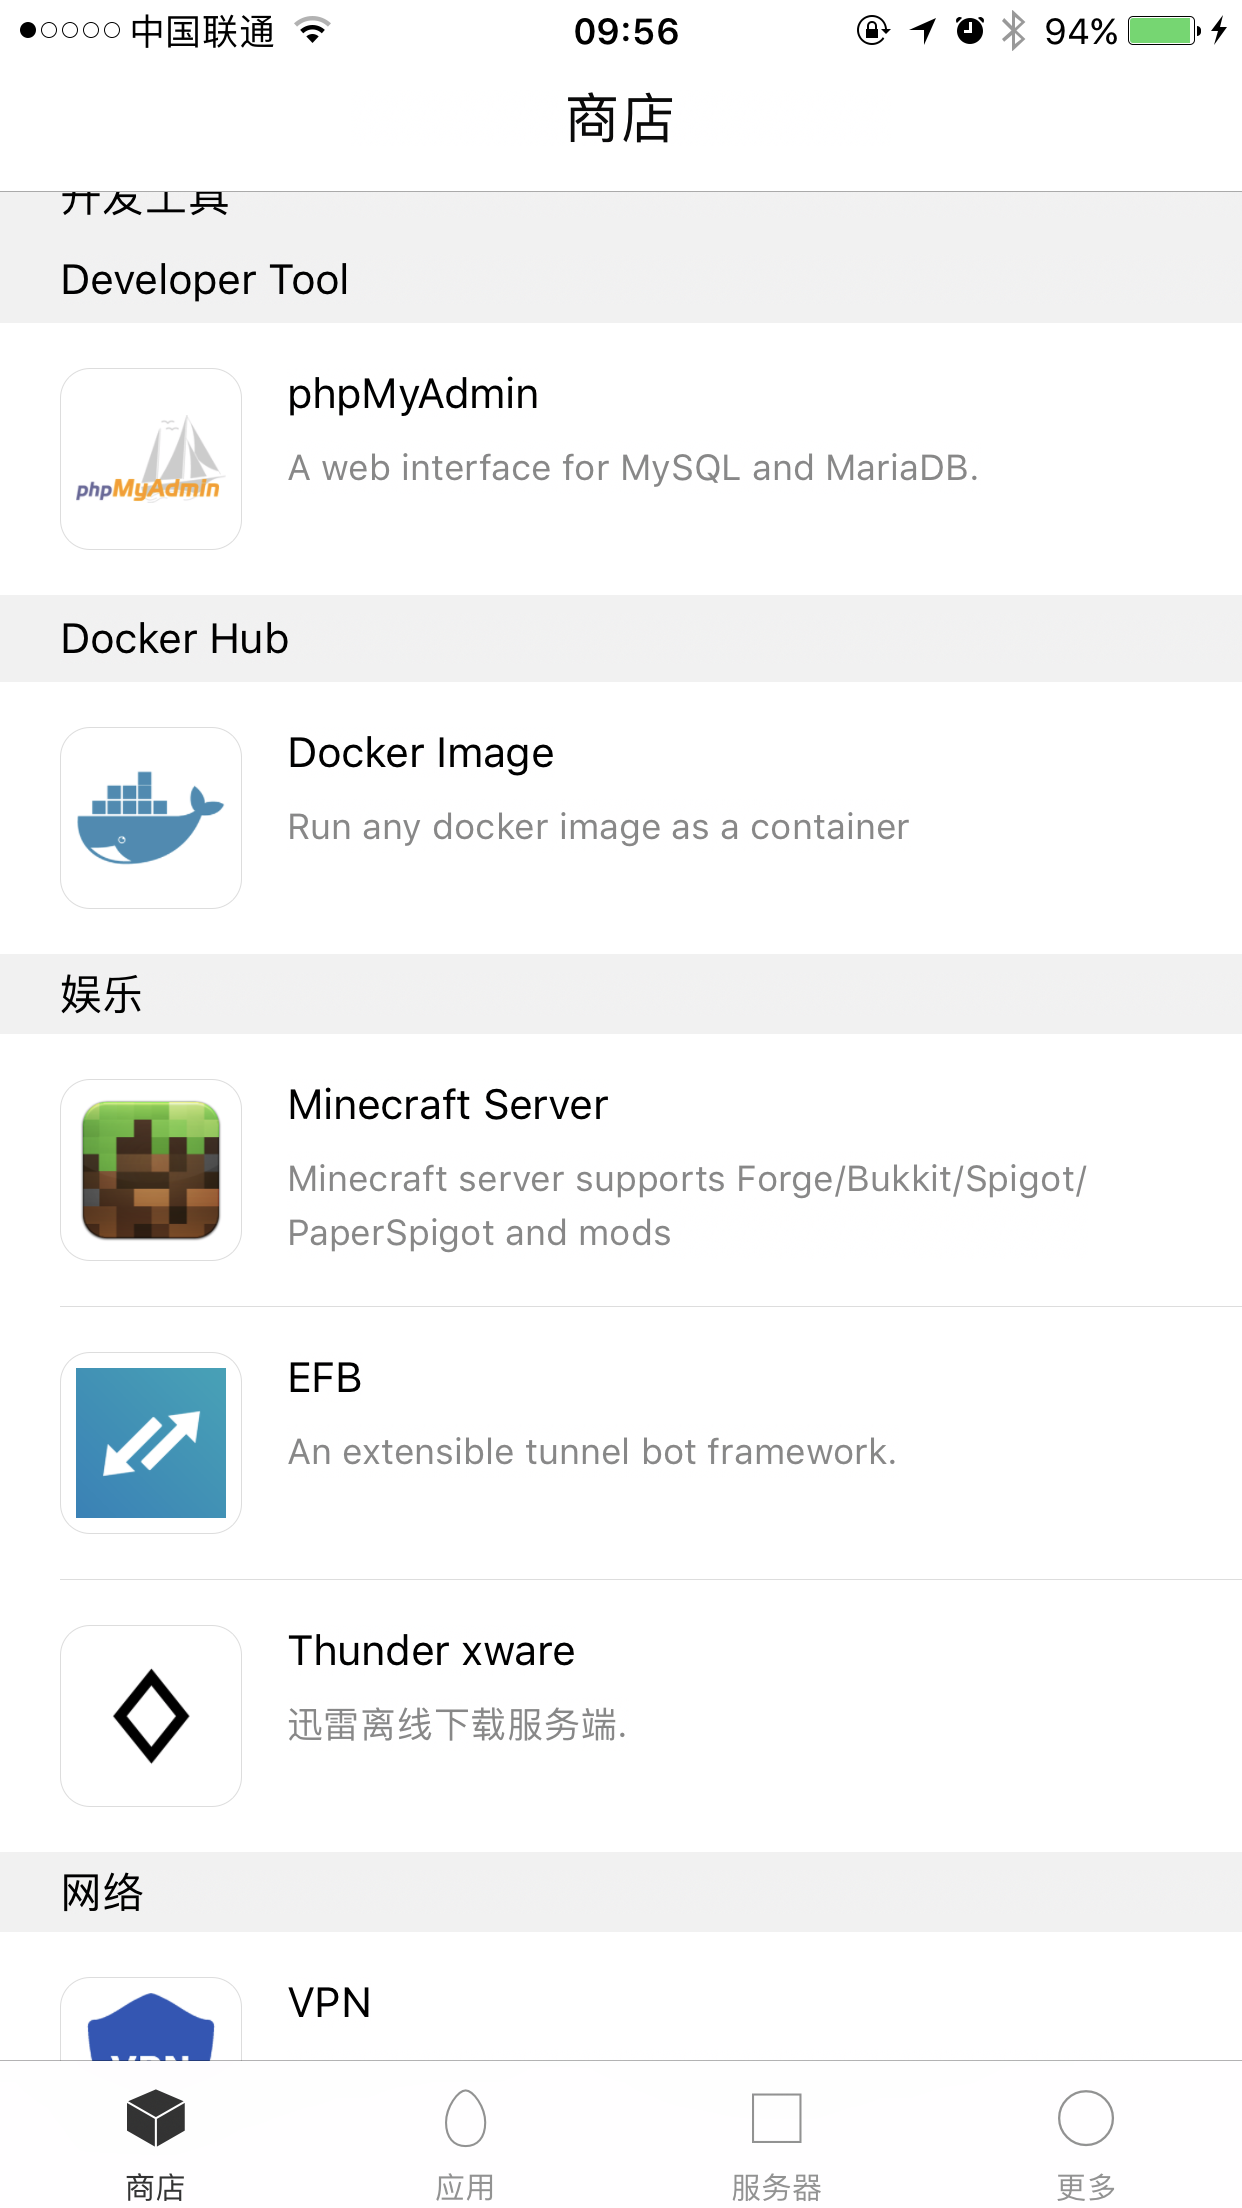 中国联通
09:56
94%
商店
开发工具
Developer Tool
phpMyAdmin
phpMyAdmin
A web interface for MySQL and MariaDB.
Docker Hub
Docker Image
Run any docker image as a container
娱乐
Minecraft Server
Minecraft server supports Forge/Bukkit/Spigot/
PaperSpigot and mods
EFB
An extensible tunnel bot framework.
Thunder xware
迅雷离线下载服务端.
网络
VPN
VPN
商店
应用
服务器
更多